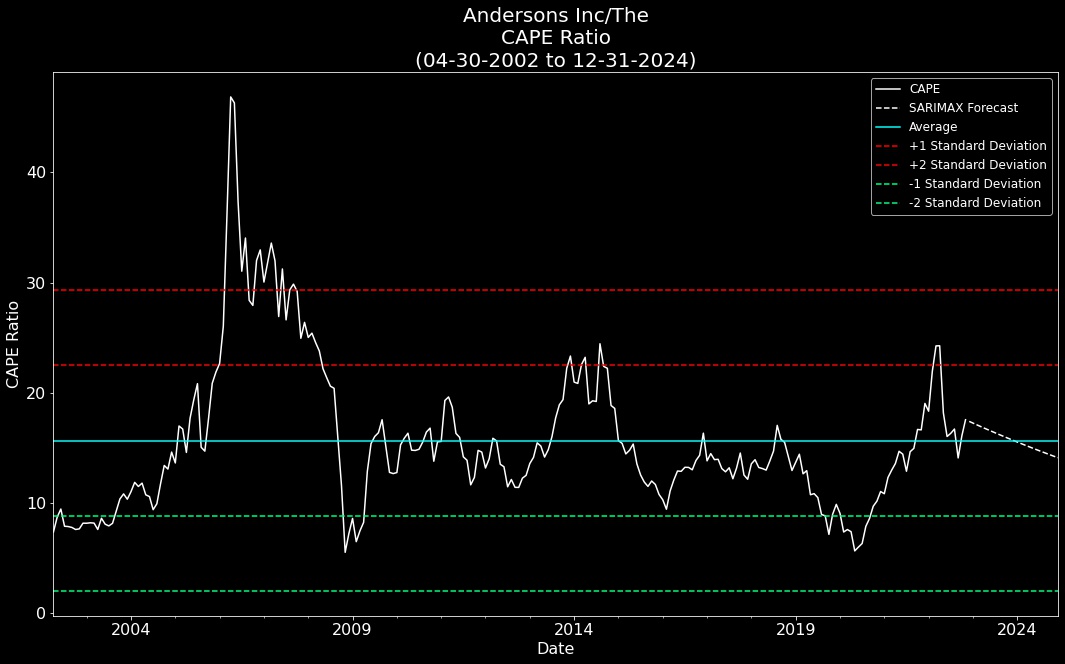 Andersons Inc/The
CAPE Ratio
(04-30-2002 to 12-31-2024)
CAPE
SARIMAX Forecast
Average
+1 Standard Deviation
+2 Standard Deviation
-1 Standard Deviation
-2 Standard Deviation
CAPE Ratio
40
30
20
10
0
2004
2009
2014
2019
2024
Date